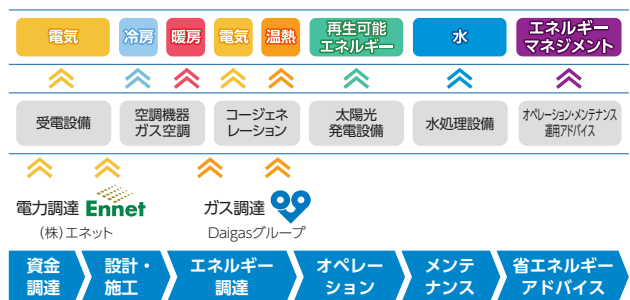 電気
冷房
暖房
電気
温熱
再生可能
エネルギー
水
エネルギー
マネジメント
受電設備
空調機器
ガス空調
コージェネ
レーション
太陽光
発電設備
水処理設備
オペレーション・メンテナンス
運用アドバイス
電力調達 Ennet
(株)エネット
ガス調達
Daigasグループ
資金
調達
設計・
施工
エネルギー
調達
オペレー
ション
メンテ
ナンス
省エネルギー
アドバイス